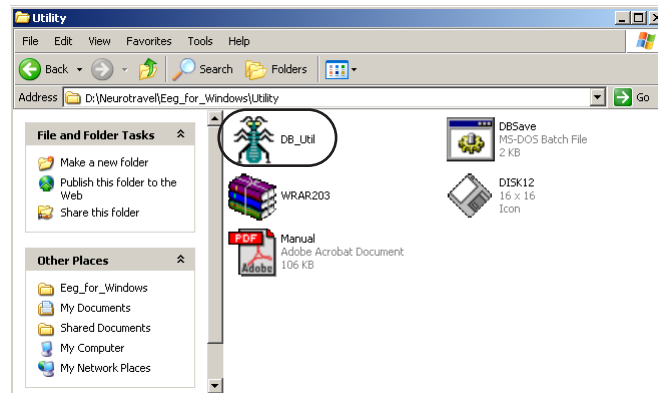 Utility
File Edit View Favorites Tools Help
Back Search Folders
Address D:\Neurotravel\Eeg_for_Windows\Utility Go
File and Folder Tasks
Make a new folder
Publish this folder to the
Web
Share this folder
Other Places
Eeg_for_Windows
My Documents
Shared Documents
My Computer
My Network Places
DB_Util
DBSave
MS-DOS Batch File
2 KB
WRAR203
DISK12
16 x 16
Icon
PDF
Adobe
Manual
Adobe Acrobat Document
106 KB